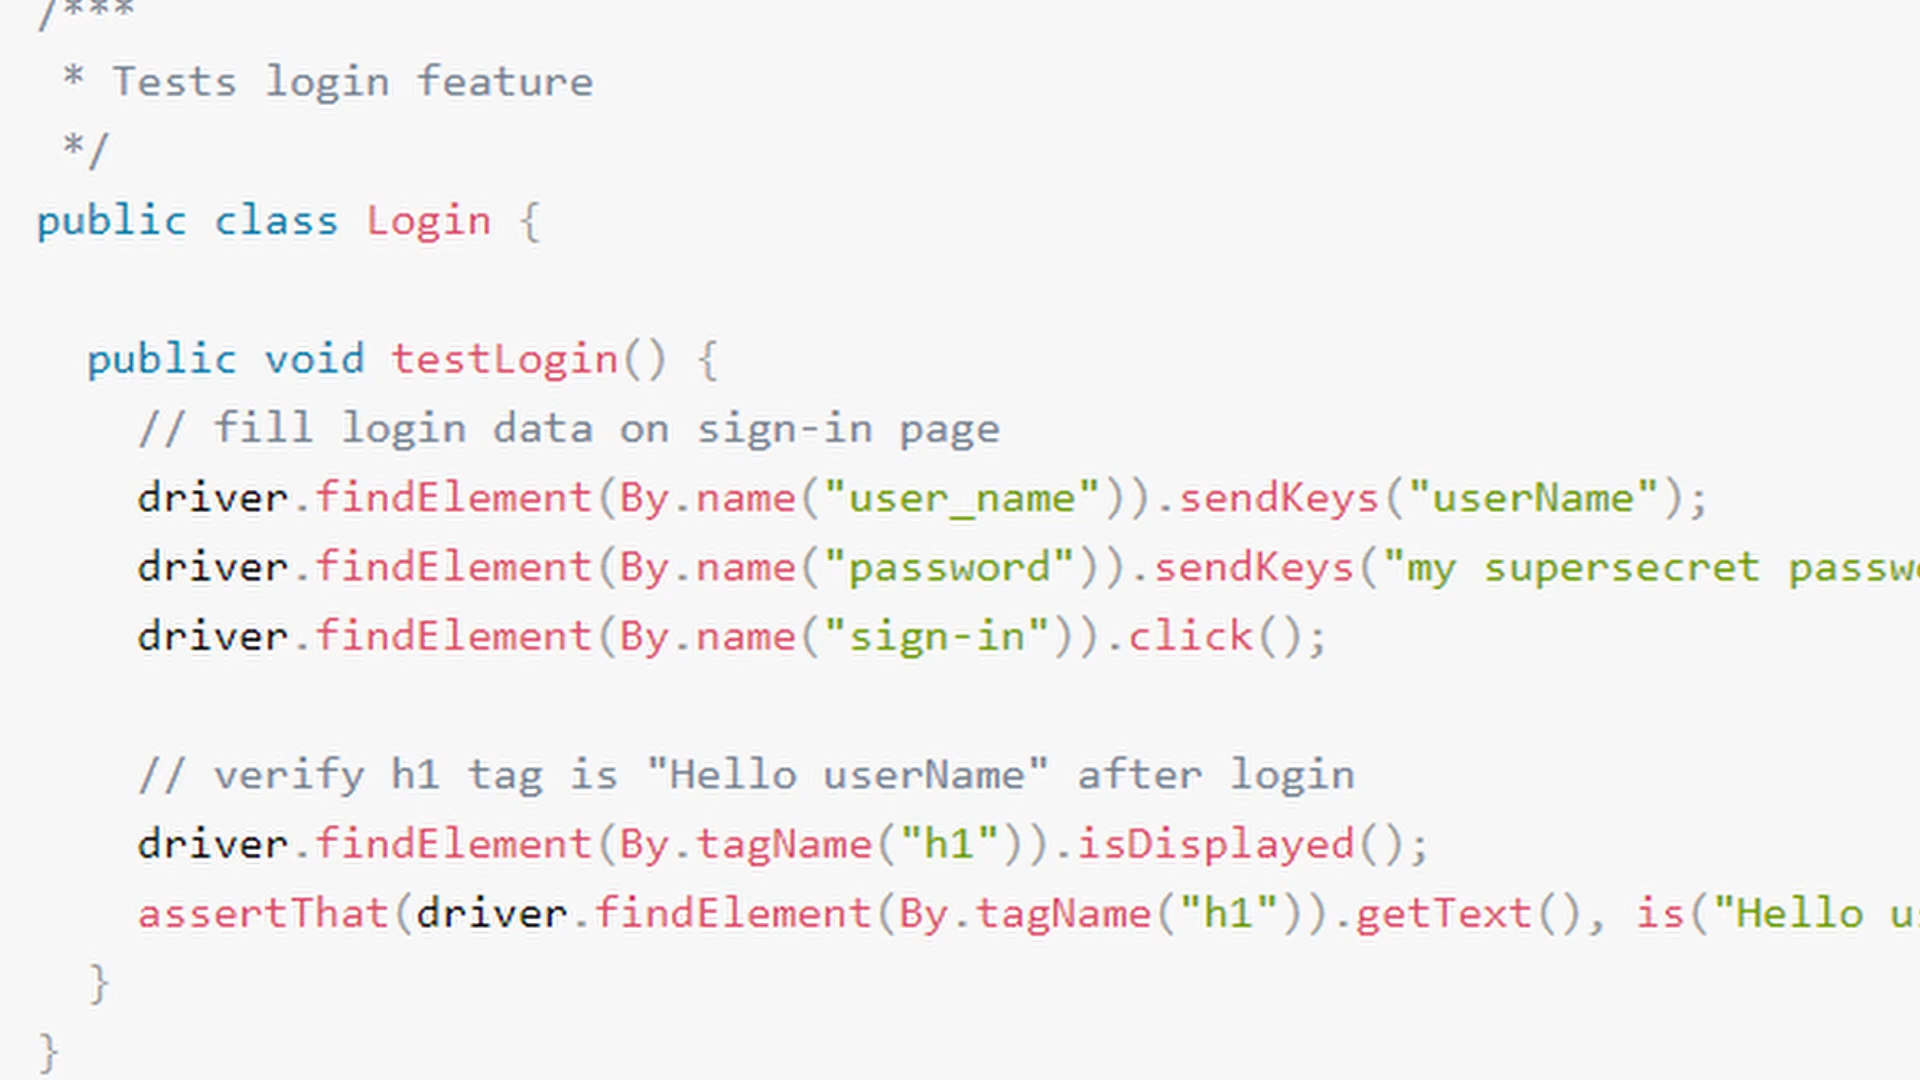 /***
 * Tests login feature
 */
public class Login {
  public void testLogin() {
    // fill login data on sign-in page
    driver.findElement(By.name("user_name")).sendKeys("userName");
    driver.findElement(By.name("password")).sendKeys("my supersecret
    driver.findElement(By.name("sign-in")).click();
    // verify h1 tag is "Hello userName" after login
    driver.findElement(By.tagName("h1")).isDisplayed();
    assertThat(driver.findElement(By.tagName("h1")).getText(), is("Hello
  }
}